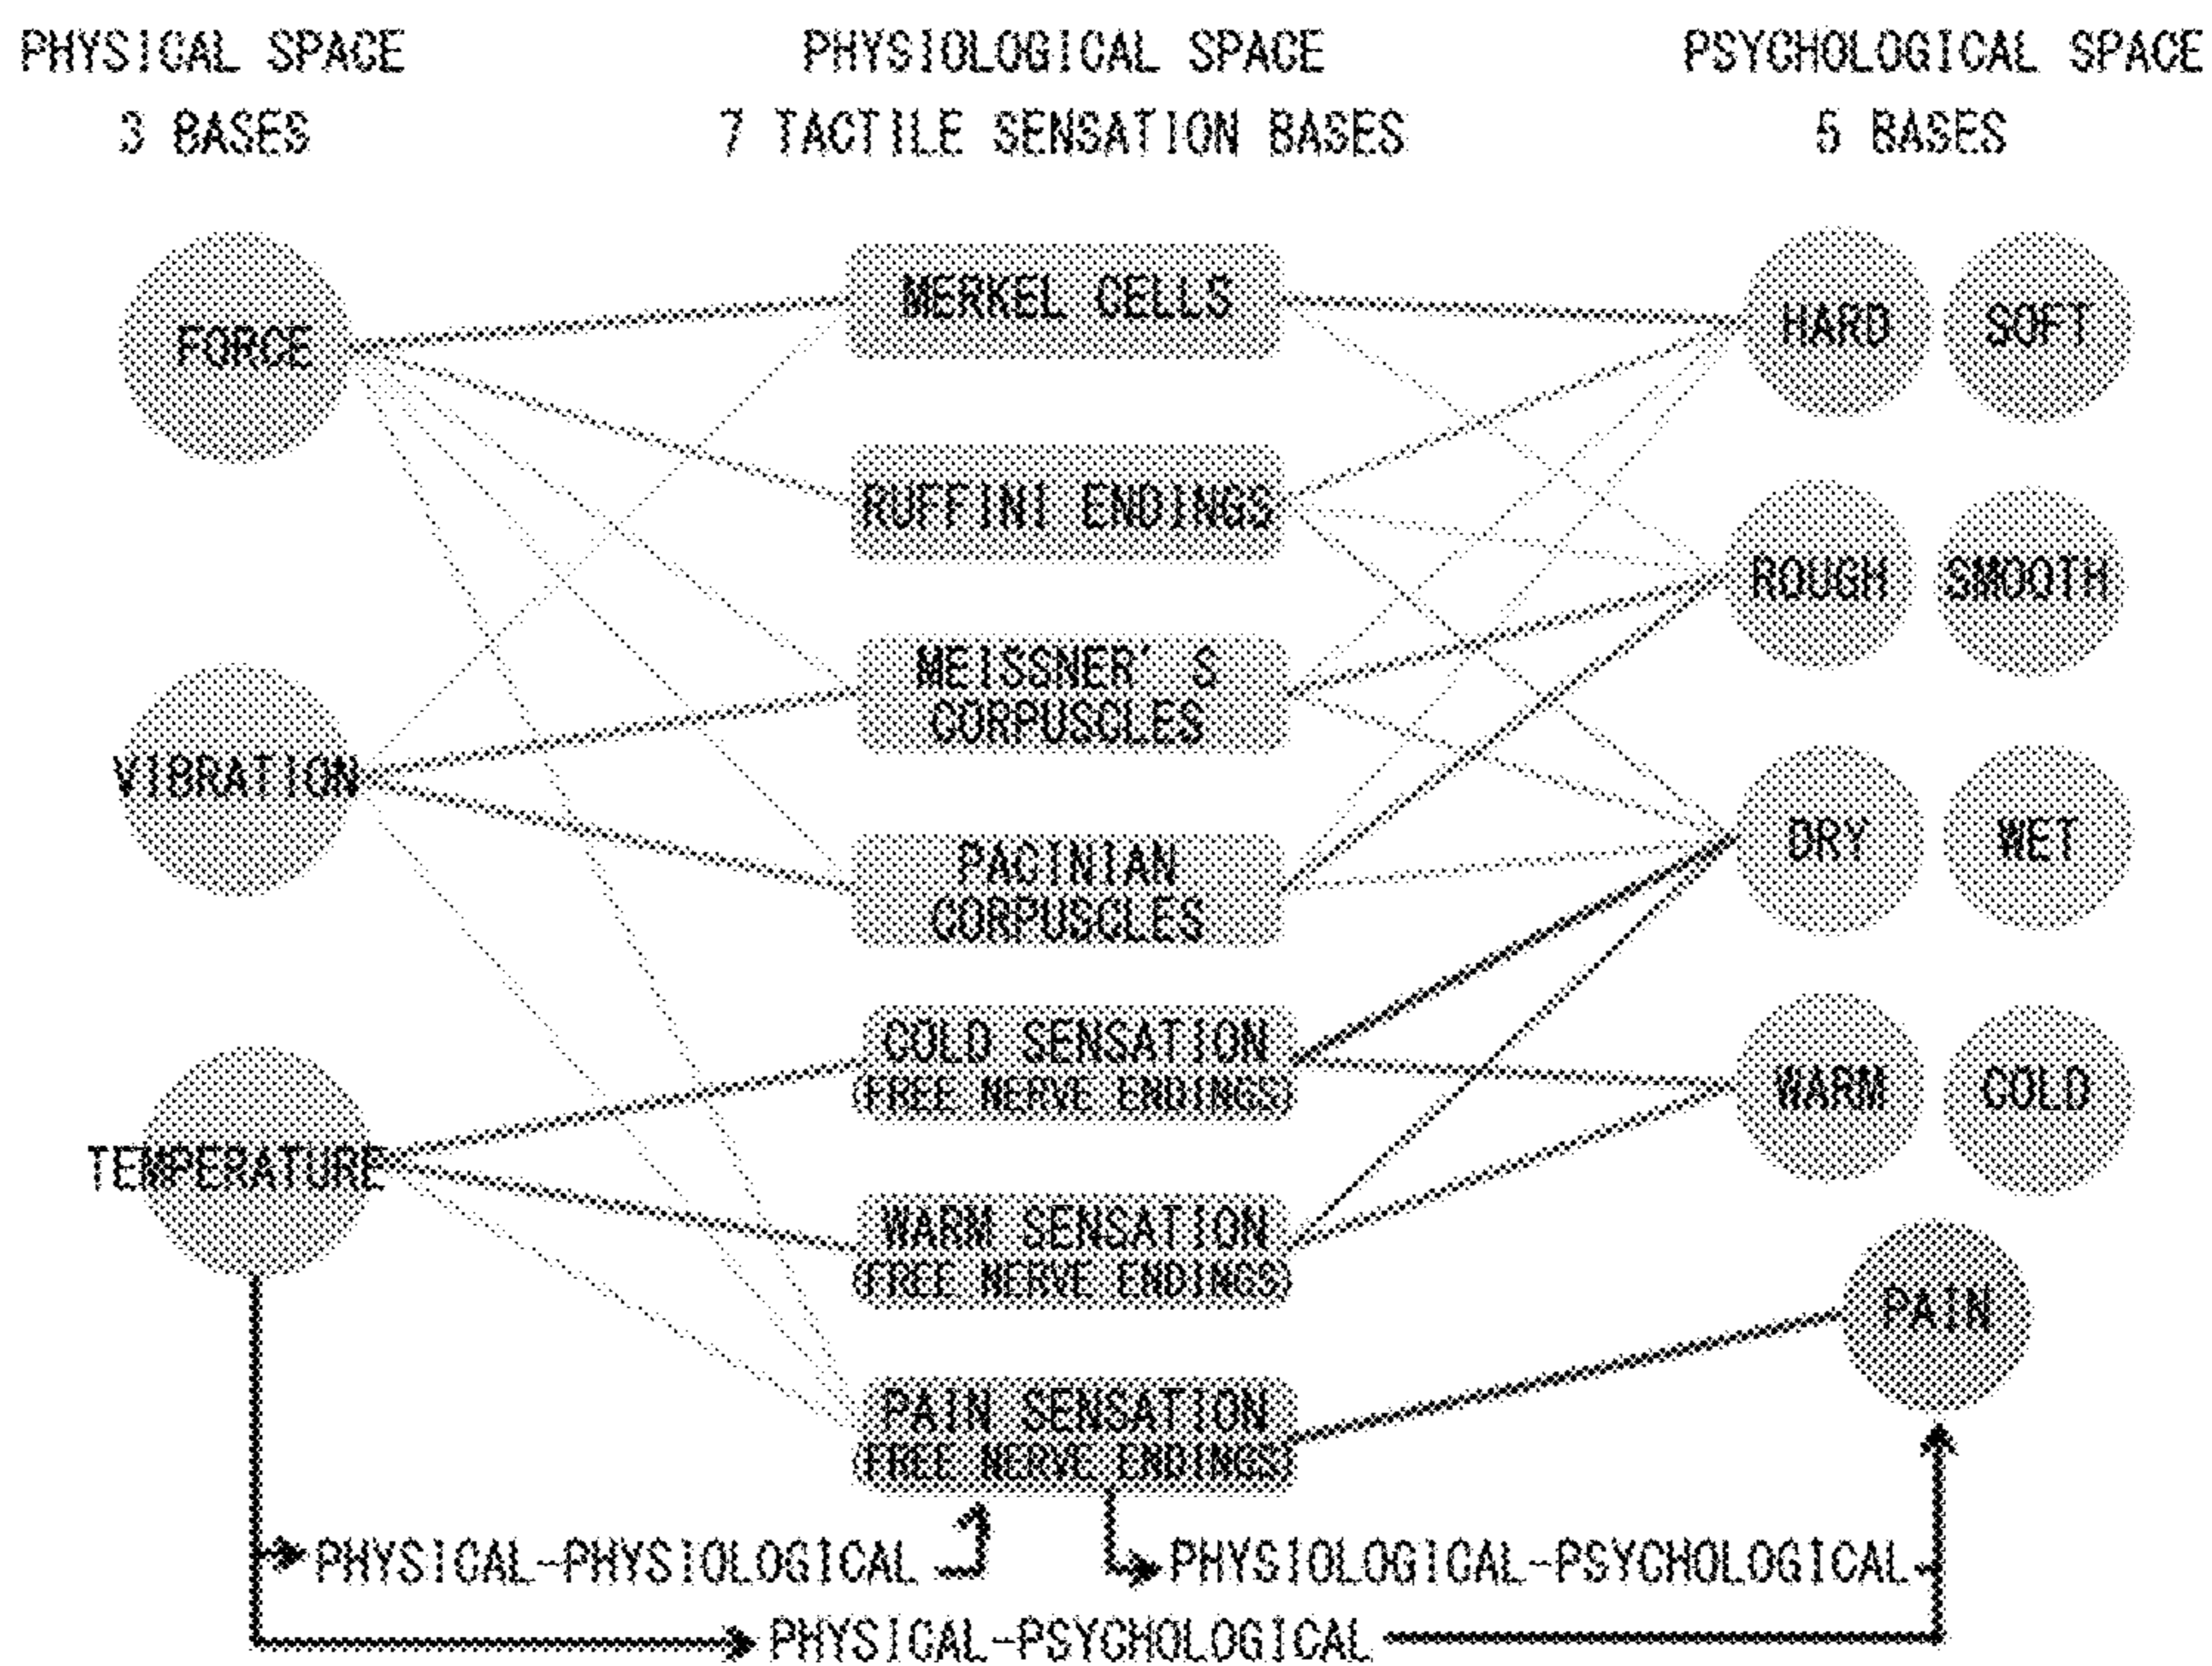 PHYSICAL SPACE
3 BASES
PHYSIOLOGICAL SPACE
7 TACTILE SENSATION BASES
PSYCHOLOGICAL SPACE
5 BASES
FORCE
VIBRATION
TEMPERATURE
MERKEL CELLS
RUFFINI ENDINGS
MEISSNER'S
CORPUSCLES
PACINIAN
CORPUSCLES
COLD SENSATION
(FREE NERVE ENDINGS)
WARM SENSATION
(FREE NERVE ENDINGS)
PAIN SENSATION
(FREE NERVE ENDINGS)
HARD
SOFT
ROUGH
SMOOTH
DRY
WET
WARM
COLD
PAIN
PHYSICAL-PHYSIOLOGICAL
PHYSIOLOGICAL-PSYCHOLOGICAL
PHYSICAL-PSYCHOLOGICAL